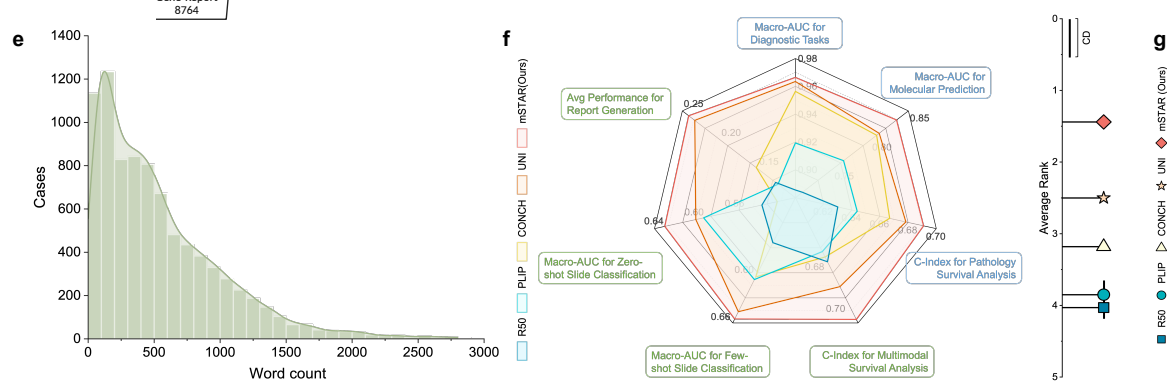 8764
e
1400
1200
1000
800
600
400
200
0
Cases
0
500
1000
1500
2000
2500
3000
Word count
f
mSTAR(Ours)
UNI
CONCH
PLIP
R50
Macro-AUC for
Diagnostic Tasks
Macro-AUC for
Molecular Prediction
C-Index for Pathology
Survival Analysis
C-Index for Multimodal
Survival Analysis
Macro-AUC for Few-
shot Slide Classification
Macro-AUC for Zero-
shot Slide Classification
Avg Performance for
Report Generation
0.98
0.96
0.94
0.92
0.85
0.80
0.70
0.68
0.66
0.70
0.68
0.66
0.64
0.60
0.25
0.20
0.15
0
1
2
3
4
5
Average Rank
CD
g
mSTAR (Ours)
UNI
CONCH
PLIP
R50